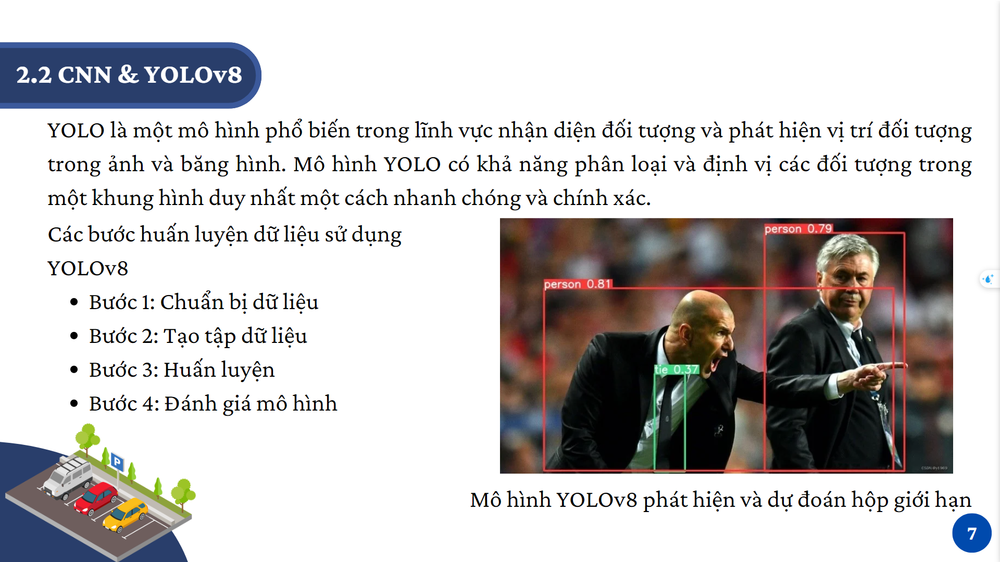 2.2 CNN & YOLOv8
YOLO là một mô hình phổ biến trong lĩnh vực nhận diện đối tượng và phát hiện vị trí đối tượng
trong ảnh và băng hình. Mô hình YOLO có khả năng phân loại và định vị các đối tượng trong
một khung hình duy nhất một cách nhanh chóng và chính xác.
Các bước huấn luyện dữ liệu sử dụng
YOLOv8
• Bước 1: Chuẩn bị dữ liệu
• Bước 2: Tạo tập dữ liệu
• Bước 3: Huấn luyện
• Bước 4: Đánh giá mô hình
P
person 0.79
person 0.81
tie 0.37
CSDN @y1969
Mô hình YOLOv8 phát hiện và dự đoán hộp giới hạn
7